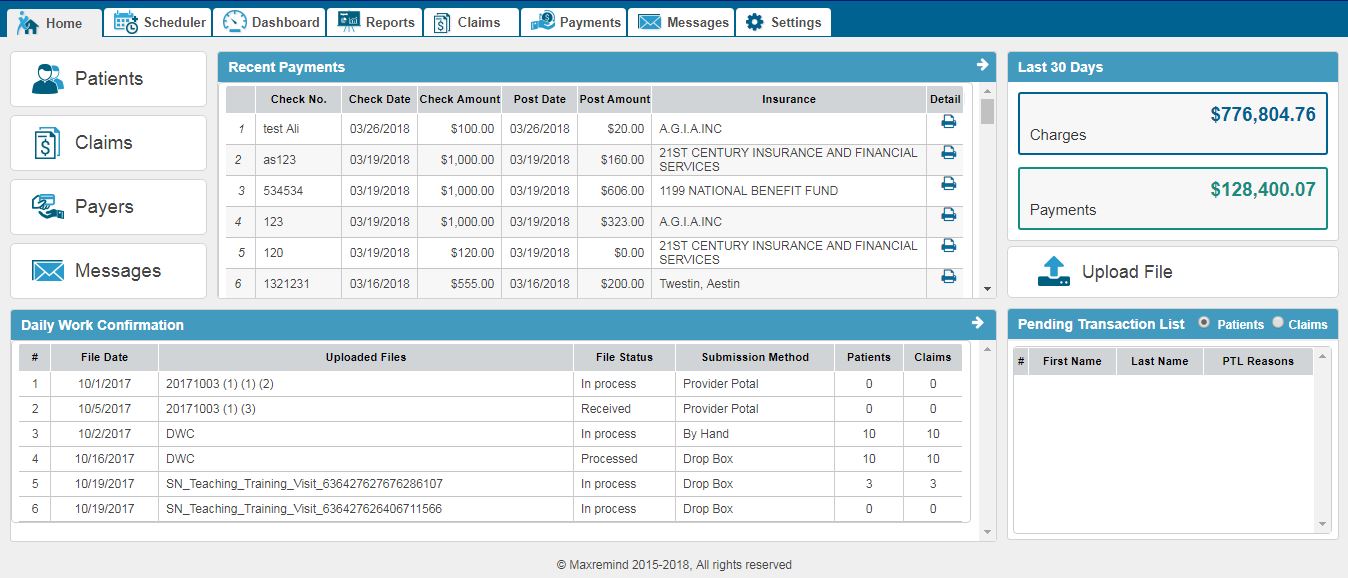 Home Scheduler Dashboard Reports Claims Payments Messages Settings
Patients
Claims
Payers
Messages
Recent Payments
Check No. Check Date Check Amount Post Date Post Amount Insurance Detail
1 test Ali 03/26/2018 $100.00 03/26/2018 $20.00 A.G.I.A.INC
2 as123 03/19/2018 $1,000.00 03/19/2018 $160.00 21ST CENTURY INSURANCE AND FINANCIAL
SERVICES
3 534534 03/19/2018 $1,000.00 03/19/2018 $606.00 1199 NATIONAL BENEFIT FUND
4 123 03/19/2018 $1,000.00 03/19/2018 $323.00 A.G.I.A.INC
5 120 03/19/2018 $120.00 03/19/2018 $0.00 21ST CENTURY INSURANCE AND FINANCIAL
SERVICES
6 1321231 03/16/2018 $555.00 03/16/2018 $200.00 Twestin, Aestin
Last 30 Days
$776,804.76
Charges
$128,400.07
Payments
Upload File
Daily Work Confirmation
# File Date Uploaded Files File Status Submission Method Patients Claims
1 10/1/2017 20171003 (1) (1) (2) In process Provider Potal 0 0
2 10/5/2017 20171003 (1) (3) Received Provider Potal 0 0
3 10/2/2017 DWC In process By Hand 10 10
4 10/16/2017 DWC Processed Drop Box 10 10
5 10/19/2017 SN_Teaching_Training_Visit_636427627676286107 In process Drop Box 3 3
6 10/19/2017 SN_Teaching_Training_Visit_636427626406711566 In process Drop Box 0 0
Pending Transaction List Patients Claims
# First Name Last Name PTL Reasons
© Maxremind 2015-2018, All rights reserved